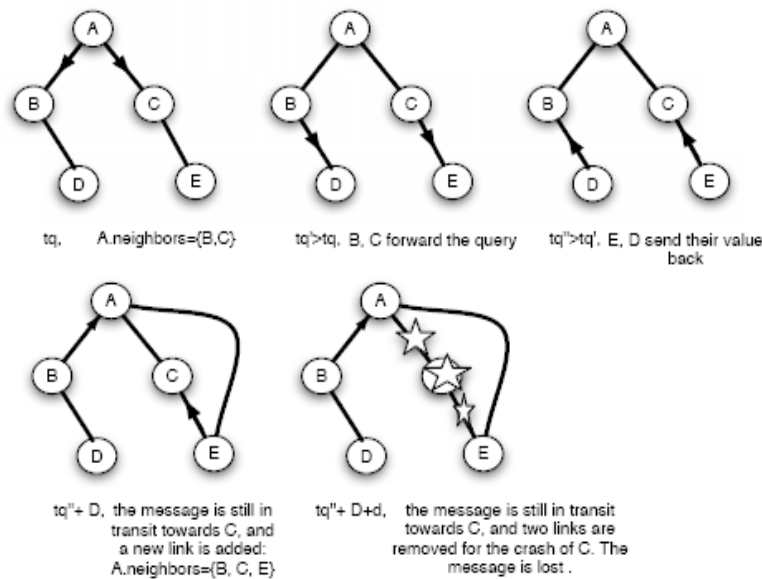 A
B
C
D
E
tq, A.neighbors={B,C}
A
B
C
D
E
tq'>tq, B, C forward the query
A
B
C
D
E
tq''>tq', E, D send their value
back
A
B
C
D
E
tq''+ D, the message is still in
transit towards C, and
a new link is added:
A.neighbors={B, C, E}
A
B
D
E
tq''+ D+d, the message is still in transit
towards C, and two links are
removed for the crash of C. The
message is lost .